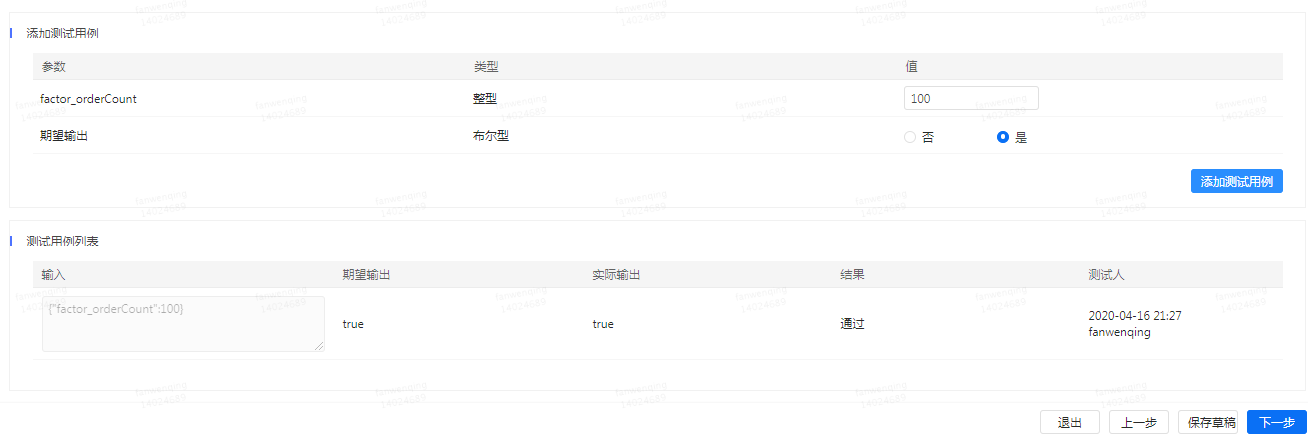 添加测试用例
参数 类型 值
factor_orderCount 整型 100
期望输出 布尔型 否 是
添加测试用例
测试用例列表
输入 期望输出 实际输出 结果 测试人
{"factor_orderCount":100} true true 通过 2020-04-16 21:27
fanwenqing
退出 上一步 保存草稿 下一步